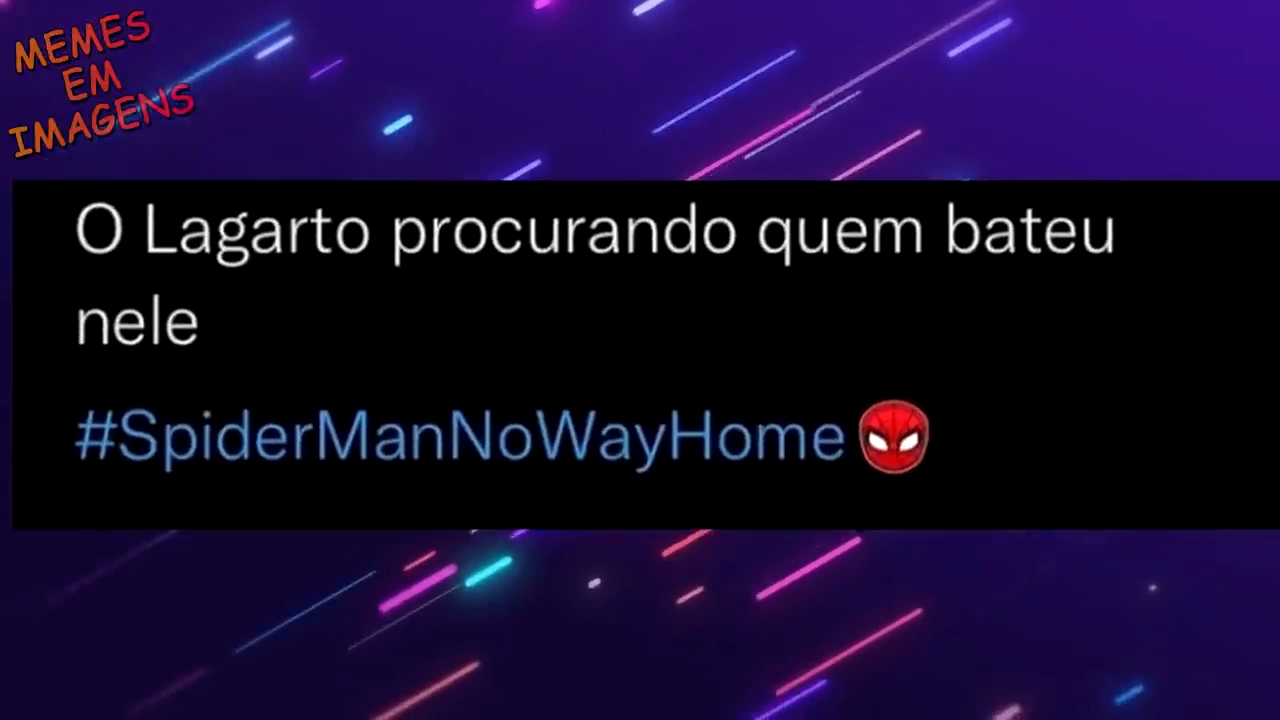 MEMES
EM
IMAGENS
O Lagarto procurando quem bateu
nele
#SpiderManNoWayHome